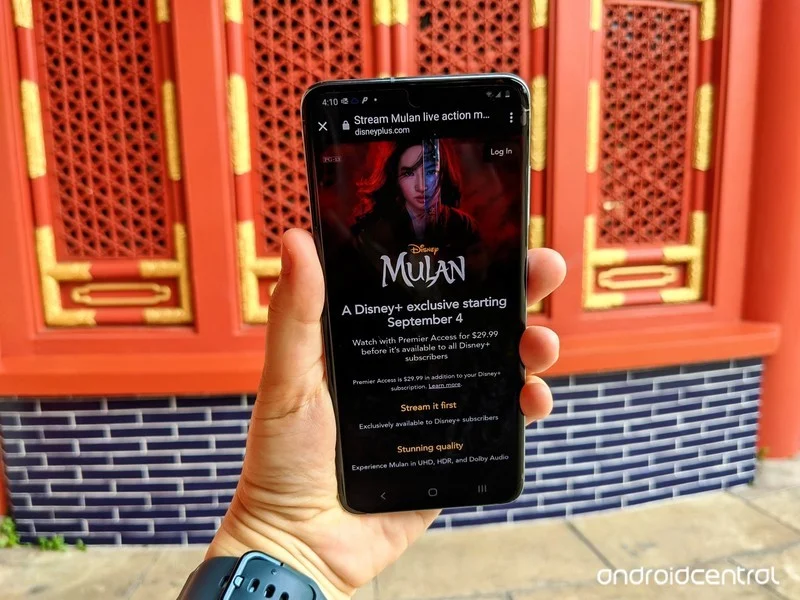 4:10
Stream Mulan live action m...
disneyplus.com
PG-13
Log In
Disney
MULAN
A Disney+ exclusive starting
September 4
Watch with Premier Access for $29.99
before it's available to all Disney+
subscribers
Premier Access is $29.99 in addition to your Disney+
subscription. Learn more.
Stream it first
Exclusively available to Disney+ subscribers
Stunning quality
Experience Mulan in UHD, HDR, and Dolby Audio
androidcentral